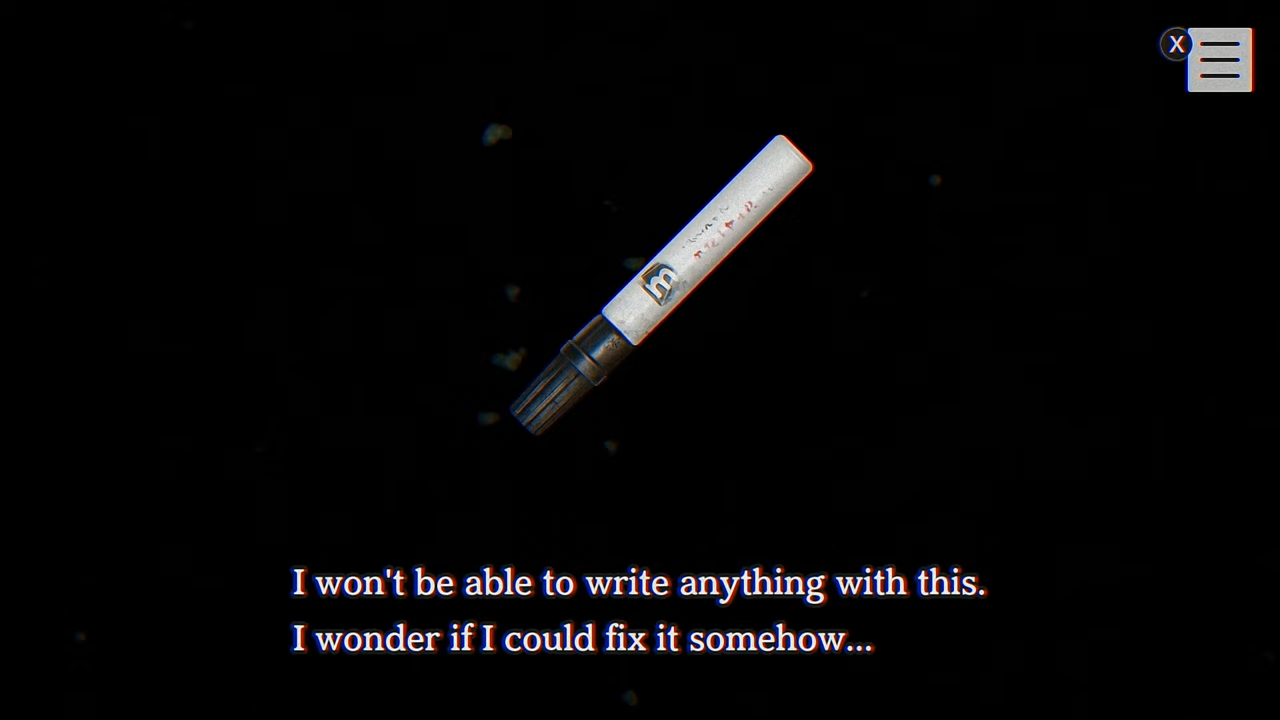 X
m
I won't be able to write anything with this.
I wonder if I could fix it somehow...